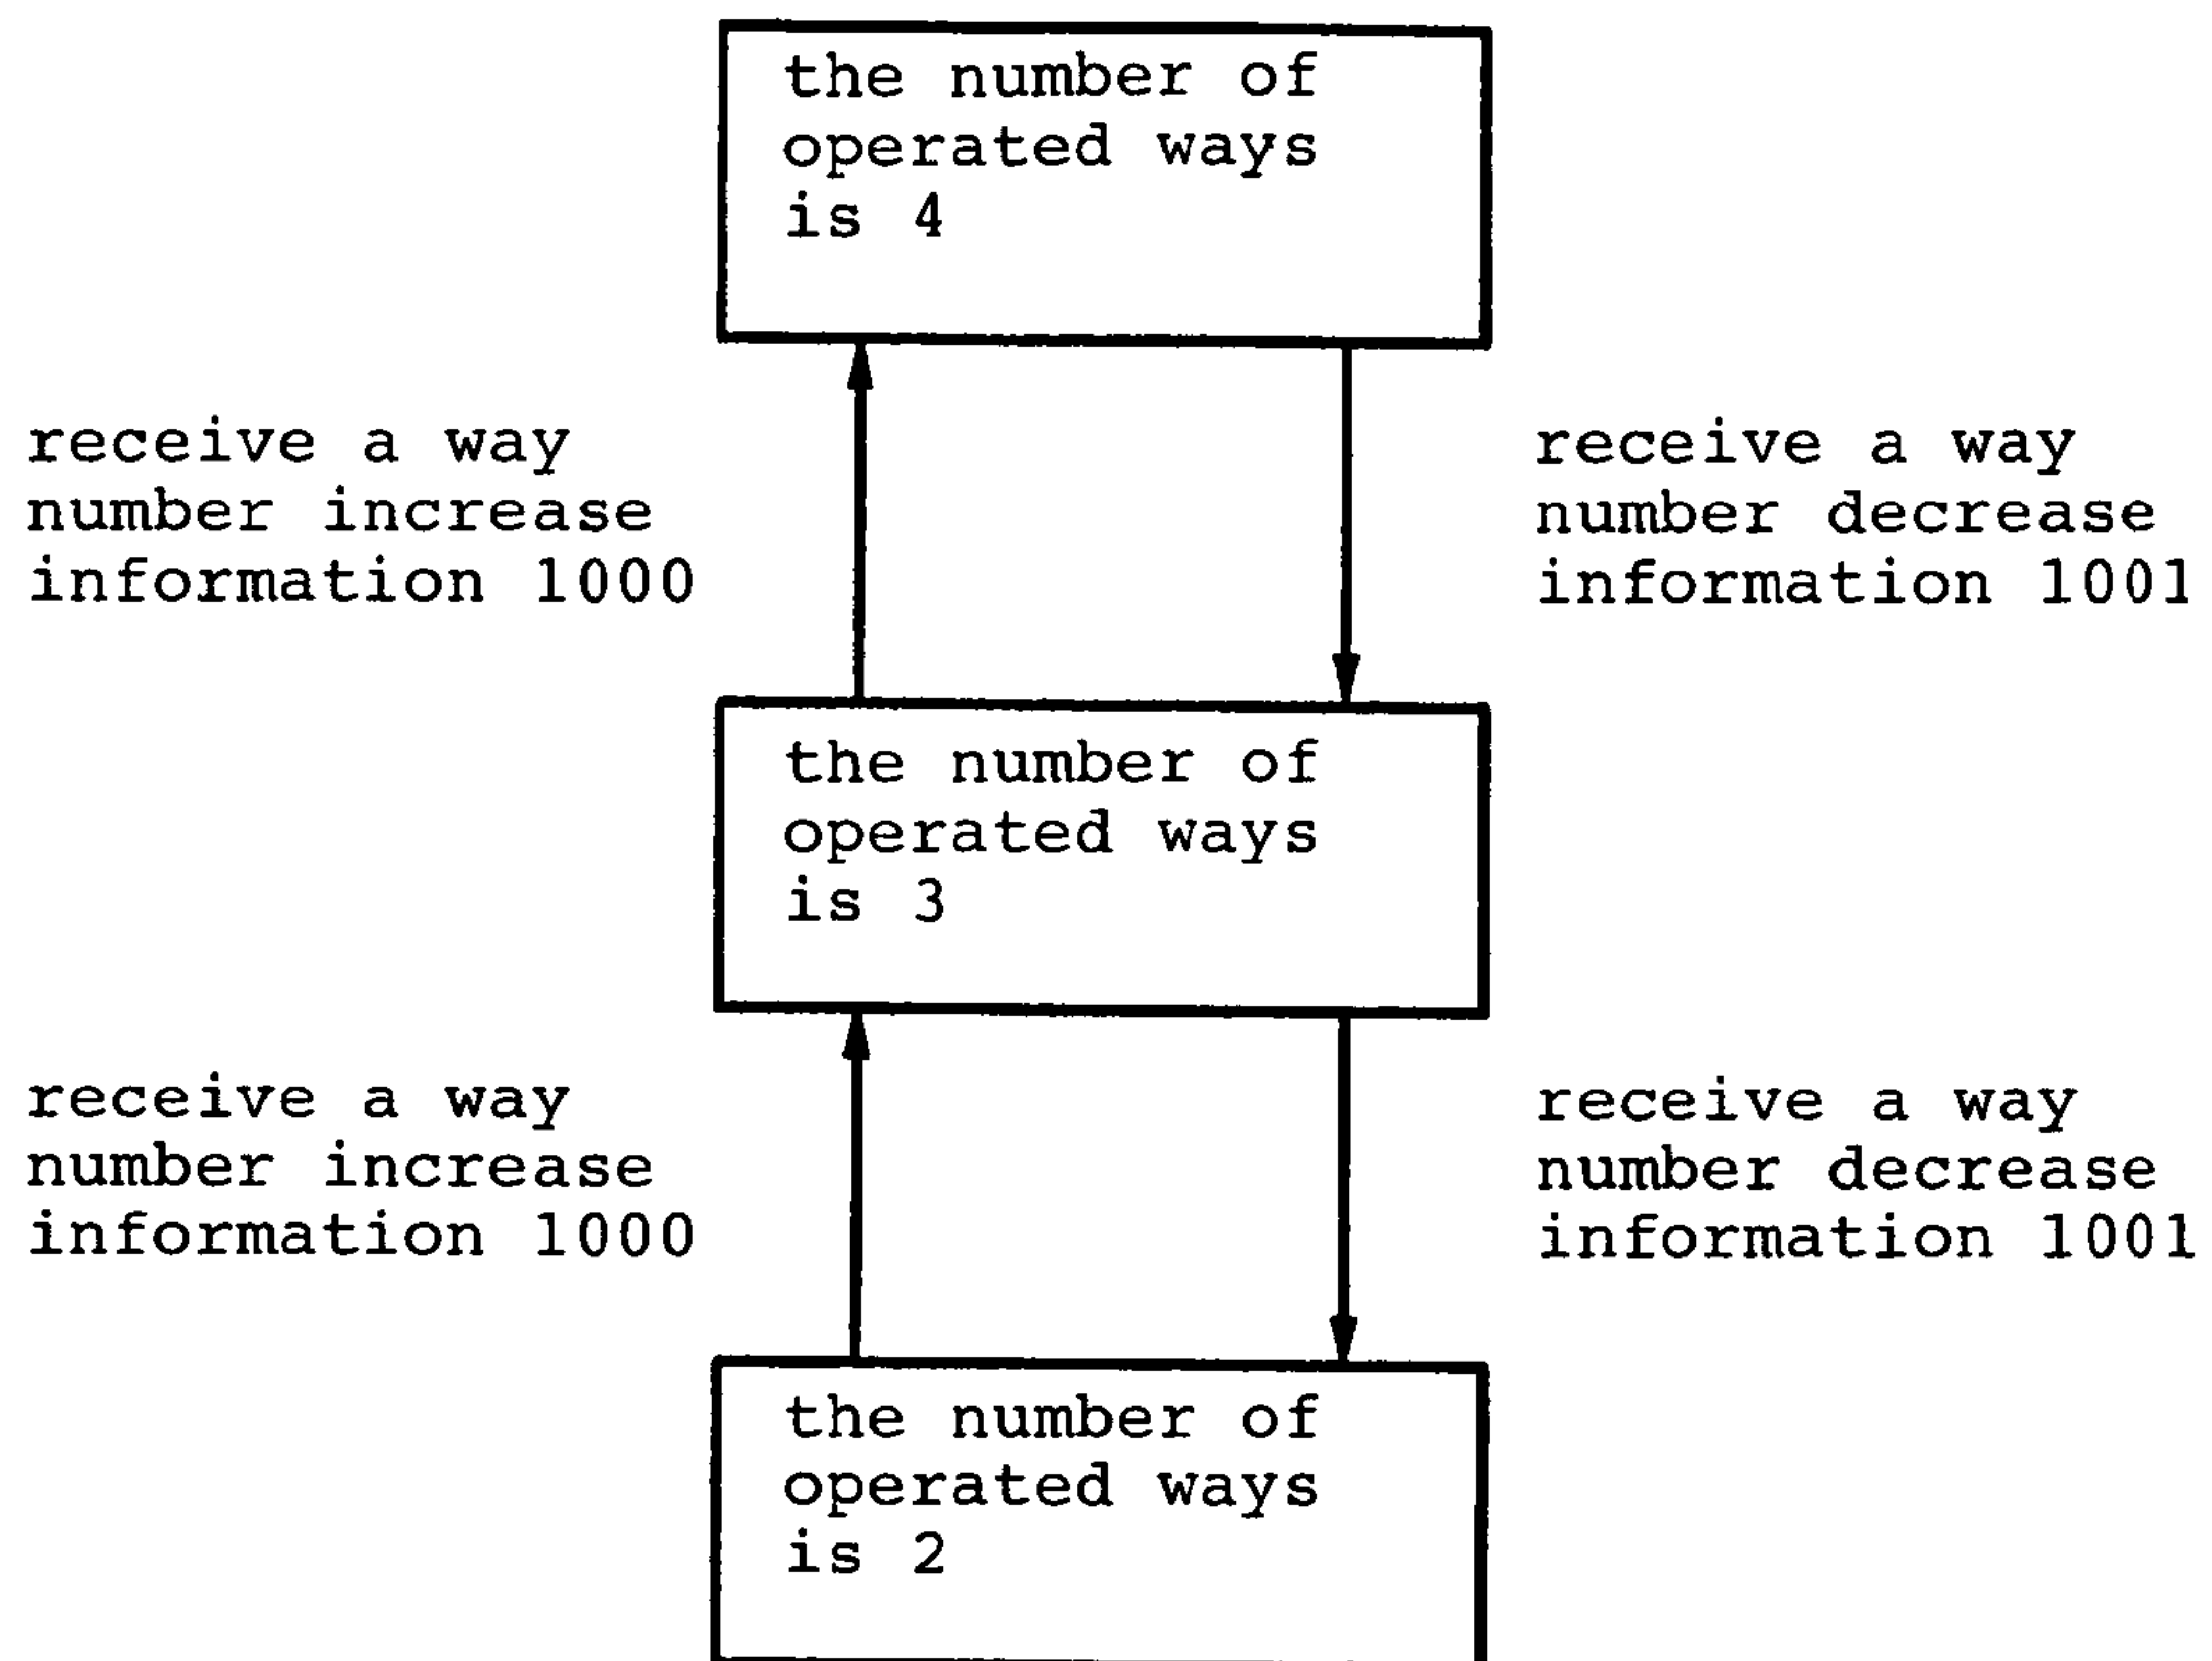 the number of
operated ways
is 4
receive a way
number increase
information 1000
receive a way
number decrease
information 1001
the number of
operated ways
is 3
receive a way
number increase
information 1000
receive a way
number decrease
information 1001
the number of
operated ways
is 2